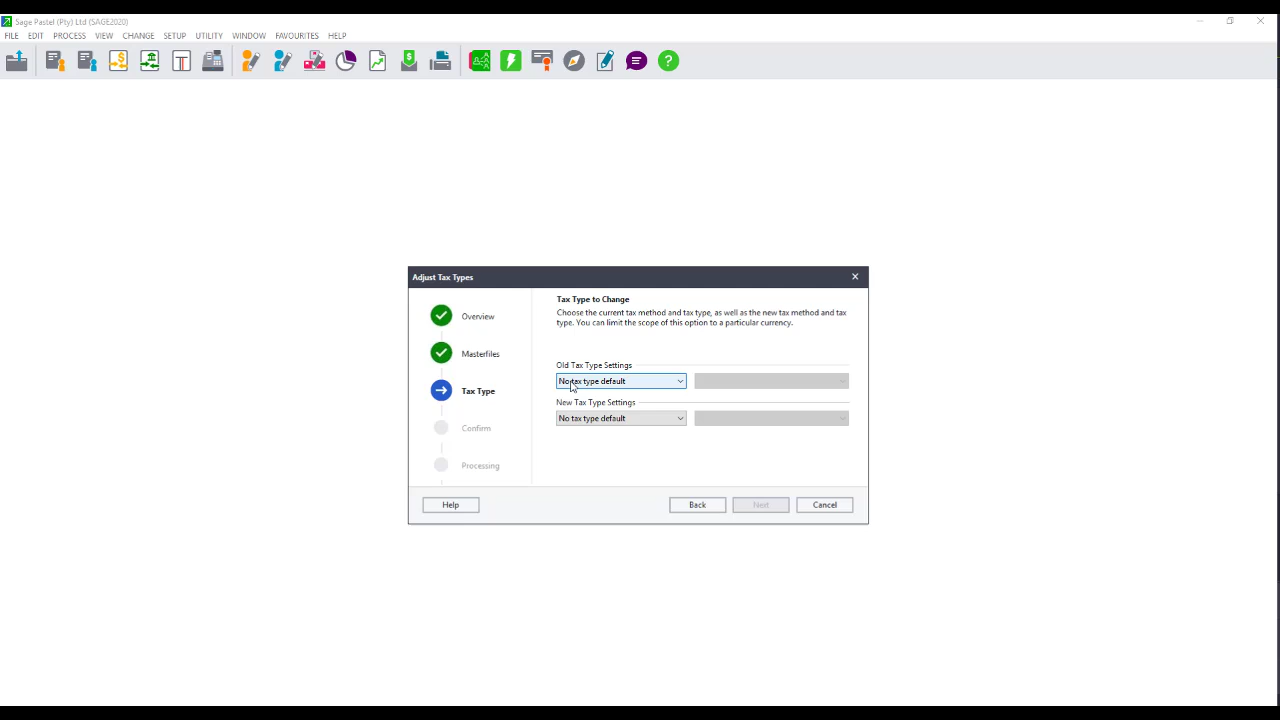 Sage Pastel (Pty) Ltd (SAGE2020)
FILE EDIT PROCESS VIEW CHANGE SETUP UTILITY WINDOW FAVOURITES HELP
Adjust Tax Types
Overview
Masterfiles
Tax Type
Confirm
Processing
Tax Type to Change
Choose the current tax method and tax type, as well as the new tax method and tax
type. You can limit the scope of this option to a particular currency.
Old Tax Type Settings
No tax type default
New Tax Type Settings
No tax type default
Help Back Next Cancel